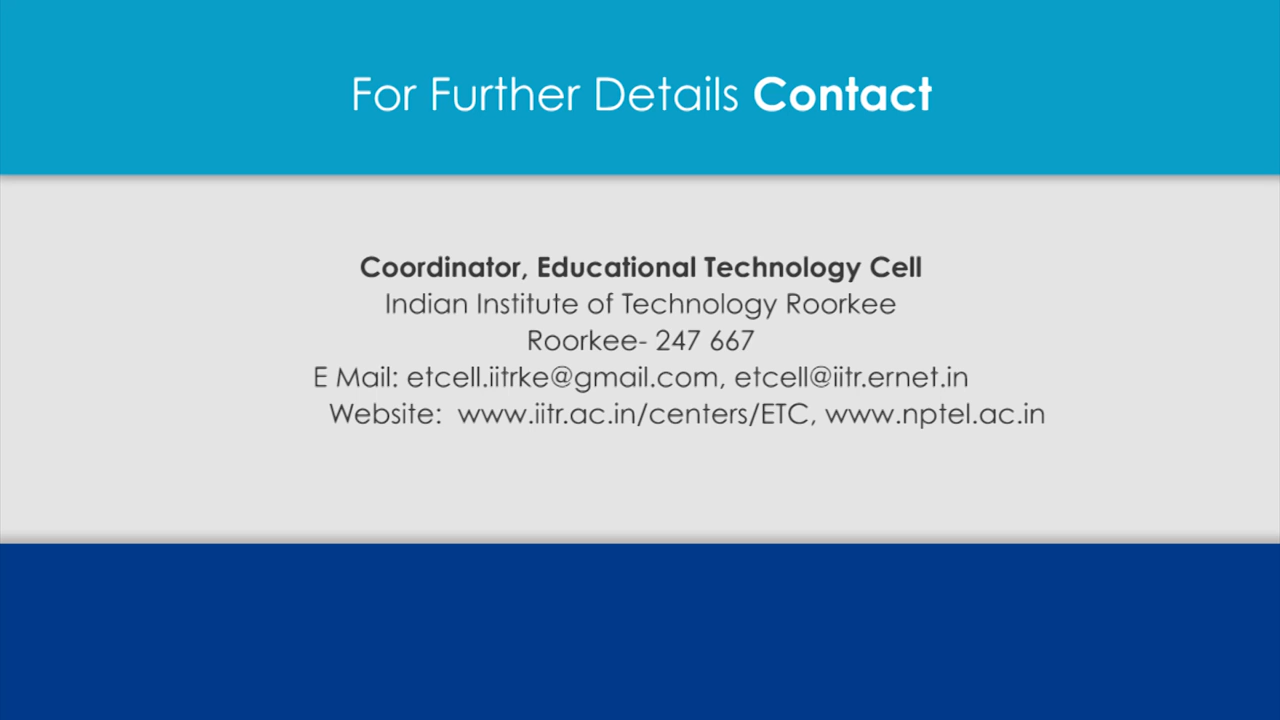 For Further Details Contact
Coordinator, Educational Technology Cell
Indian Institute of Technology Roorkee
Roorkee- 247 667
E Mail: etcell.iitrke@gmail.com, etcell@iitr.ernet.in
Website: www.iitr.ac.in/centers/ETC, www.nptel.ac.in